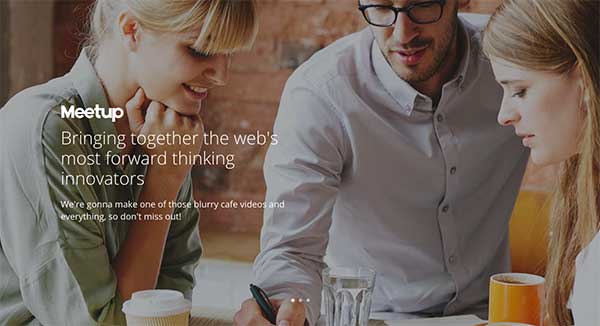 Meetup
Bringing together the web's
most forward thinking
innovators
We're gonna make one of those blurry cafe videos and
everything, so don't miss out!